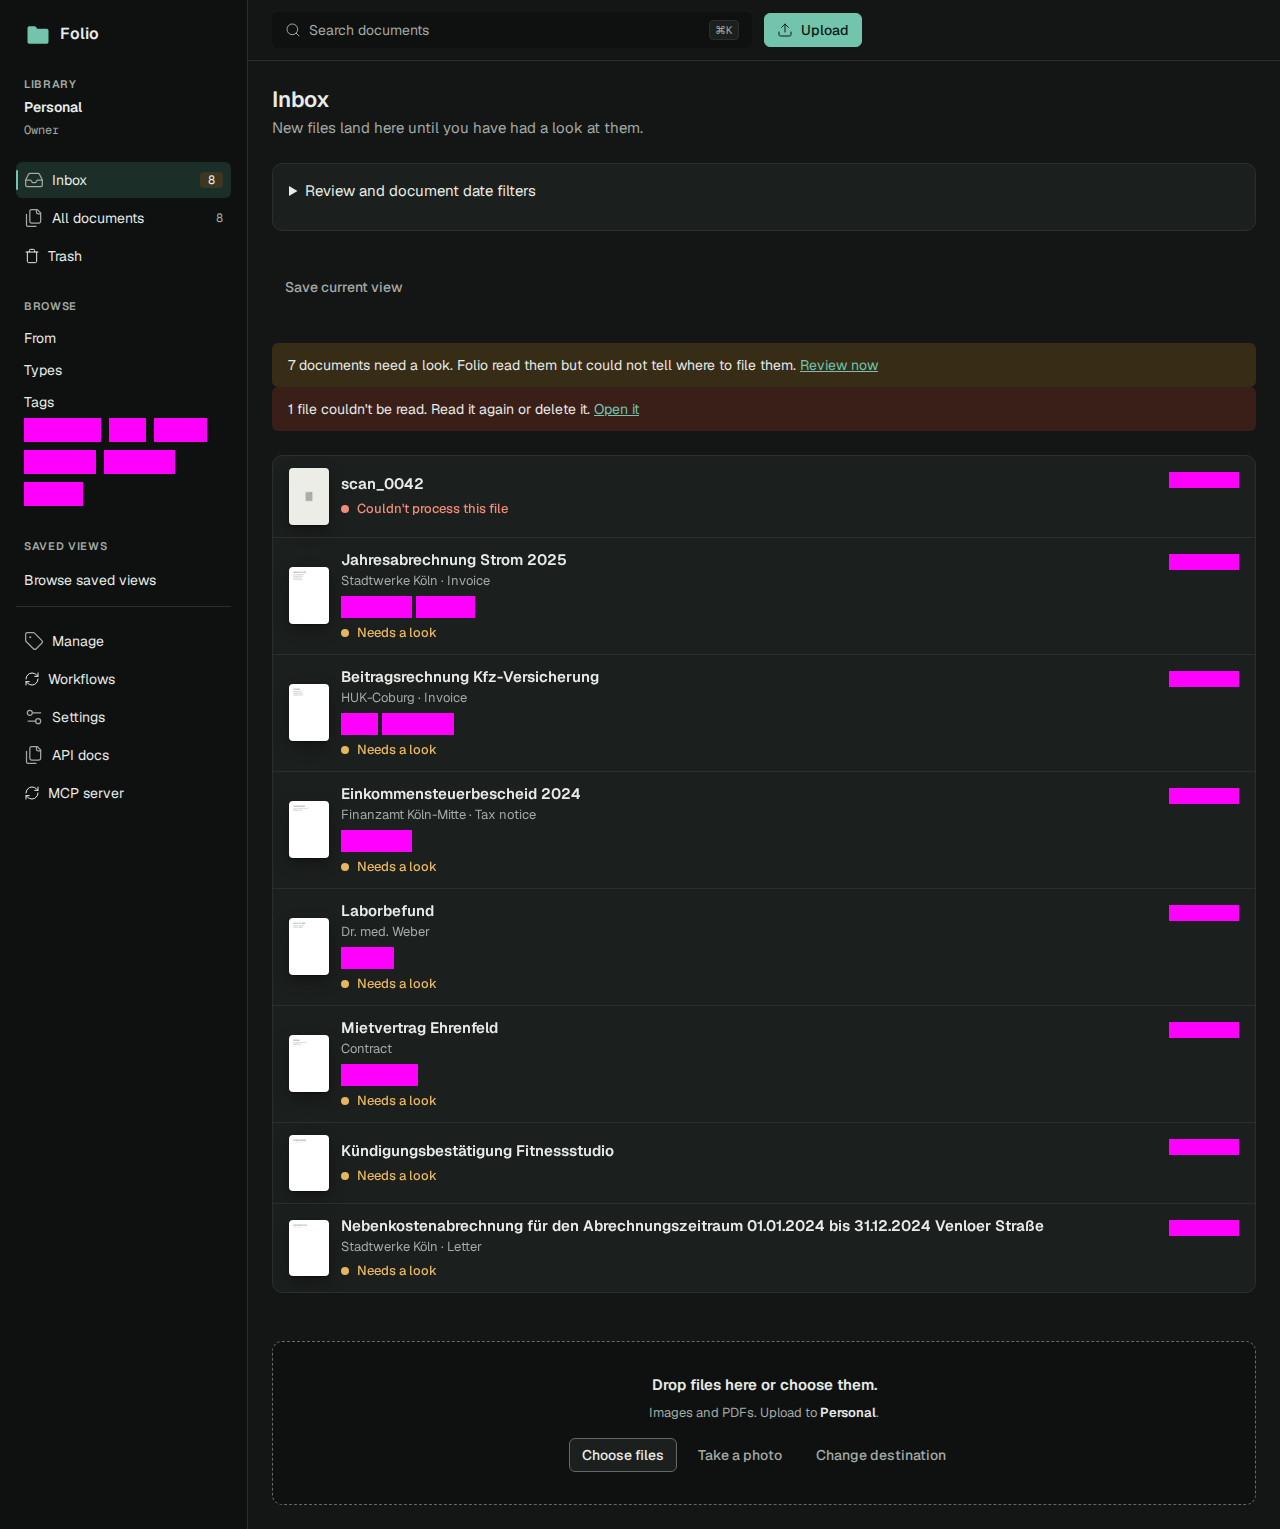 Folio
Search documents
⌘K
Upload
LIBRARY
Personal
Owner
Inbox
8
All documents
8
Trash
BROWSE
From
Types
Tags
SAVED VIEWS
Browse saved views
Manage
Workflows
Settings
API docs
MCP server
Inbox
New files land here until you have had a look at them.
Review and document date filters
Save current view
7 documents need a look. Folio read them but could not tell where to file them. Review now
1 file couldn't be read. Read it again or delete it. Open it
scan_0042
Couldn't process this file
Jahresabrechnung Strom 2025
Stadtwerke Köln · Invoice
Needs a look
Beitragsrechnung Kfz-Versicherung
HUK-Coburg · Invoice
Needs a look
Einkommensteuerbescheid 2024
Finanzamt Köln-Mitte · Tax notice
Needs a look
Laborbefund
Dr. med. Weber
Needs a look
Mietvertrag Ehrenfeld
Contract
Needs a look
Kündigungsbestätigung Fitnessstudio
Needs a look
Nebenkostenabrechnung für den Abrechnungszeitraum 01.01.2024 bis 31.12.2024 Venloer Straße
Stadtwerke Köln · Letter
Needs a look
Drop files here or choose them.
Images and PDFs. Upload to Personal.
Choose files
Take a photo
Change destination